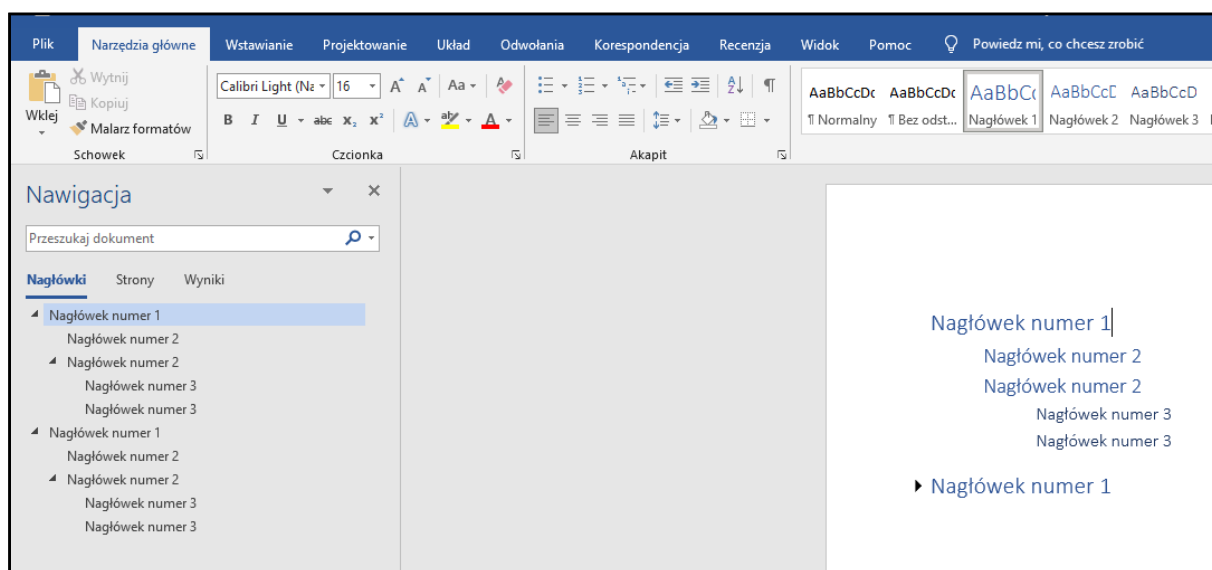 Plik Narzędzia główne Wstawianie Projektowanie Układ Odwołania Korespondencja Recenzja Widok Pomoc Powiedz mi, co chcesz zrobić
Wklej
Wytnij
Kopiuj
Malarz formatów
Schowek
Calibri Light (Na 16
Czcionka
Akapit
AaBbCcDc AaBbCcDc AaBbC AaBbCcE AaBbCcD
¶ Normalny ¶ Bez odst... Nagłówek 1 Nagłówek 2 Nagłówek 3
Nawigacja
Przeszukaj dokument
Nagłówki Strony Wyniki
Nagłówek numer 1
Nagłówek numer 2
Nagłówek numer 2
Nagłówek numer 3
Nagłówek numer 3
Nagłówek numer 1
Nagłówek numer 2
Nagłówek numer 2
Nagłówek numer 3
Nagłówek numer 3
Nagłówek numer 1
Nagłówek numer 2
Nagłówek numer 2
Nagłówek numer 3
Nagłówek numer 3
Nagłówek numer 1